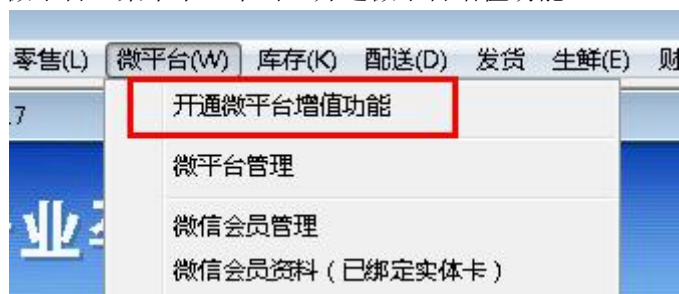 零售(L) 微平台(W) 库存(K) 配送(D) 发货 生鲜(E)
开通微平台增值功能
微平台管理
微信会员管理
微信会员资料（已绑定实体卡）